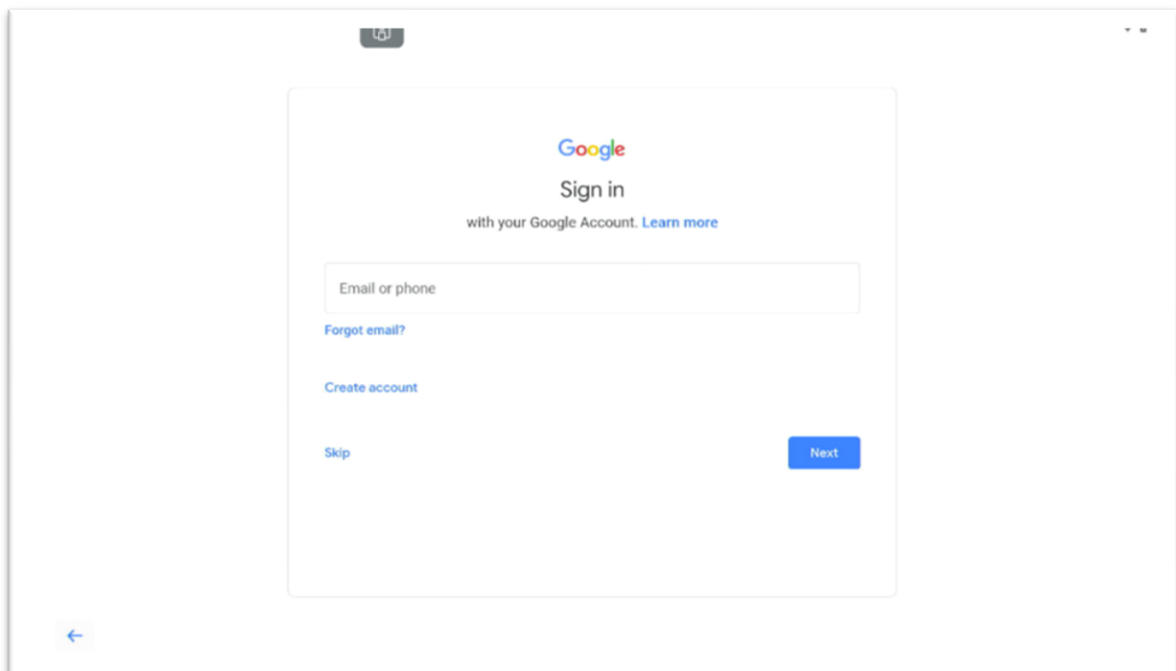 Google
Sign in
with your Google Account. Learn more
Email or phone
Forgot email?
Create account
Skip
Next